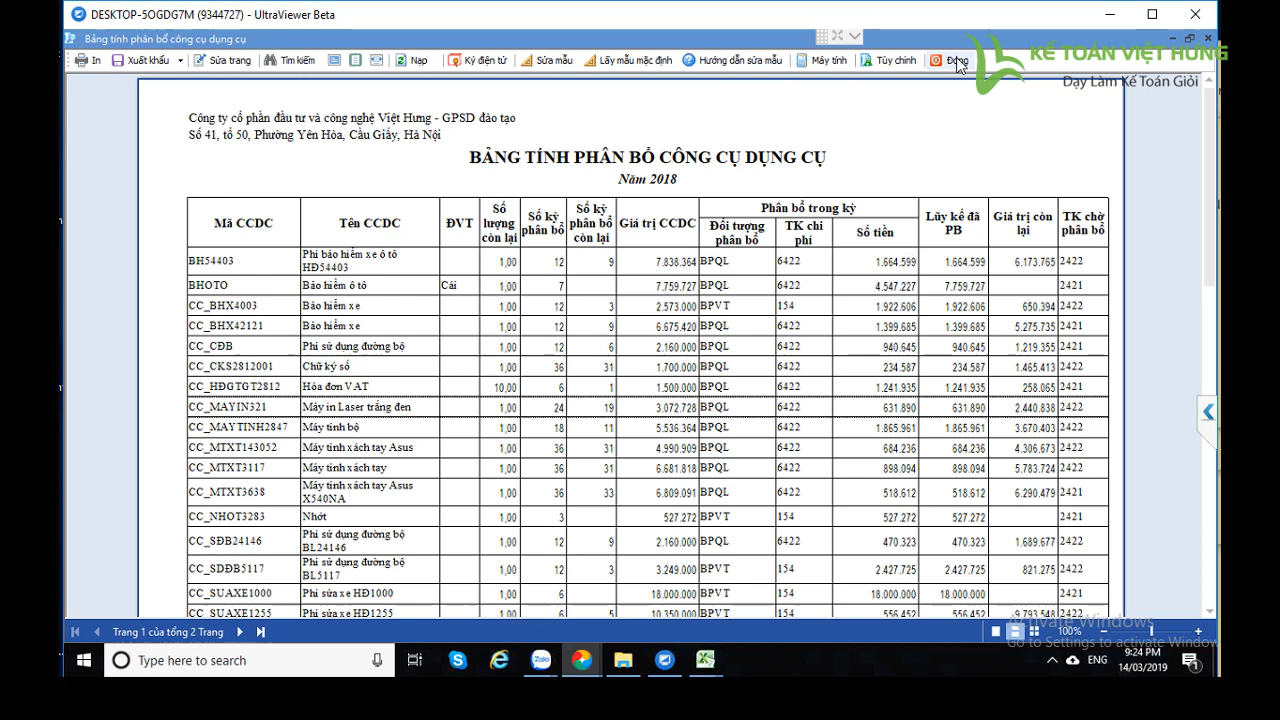 DESKTOP-5OGDG7M (9344727) - UltraViewer Beta
Bảng tính phân bổ công cụ dụng cụ
In Xuất khẩu Sửa trang Tìm kiếm Nạp Ký điện tử Sửa mẫu Lấy mẫu mặc định Hướng dẫn sửa mẫu Máy tính Tùy chỉnh Đóng
KẾ TOÁN VIỆT HƯNG
Dạy Làm Kế Toán Giỏi
Công ty cổ phần đầu tư và công nghệ Việt Hưng - GPSD đào tạo
Số 41, tổ 50, Phường Yên Hòa, Cầu Giấy, Hà Nội
BẢNG TÍNH PHÂN BỔ CÔNG CỤ DỤNG CỤ
Năm 2018
Mã CCDC Tên CCDC ĐVT Số lượng còn lại Số kỳ phân bổ Số kỳ phân bổ còn lại Giá trị CCDC Phân bổ trong kỳ Lũy kế đã PB Giá trị còn lại TK chờ phân bổ
Đối tượng phân bổ TK chi phí Số tiền
BH54403 Phí bảo hiểm xe ô tô HĐ54403 1,00 12 9 7.838.364 BPQL 6422 1.664.599 1.664.599 6.173.765 2422
BHOTO Bảo hiểm ô tô Cái 1,00 7 7.759.727 BPQL 6422 4.547.227 7.759.727 2421
CC_BHX4003 Bảo hiểm xe 1,00 12 3 2.573.000 BPVT 154 1.922.606 1.922.606 650.394 2422
CC_BHX42121 Bảo hiểm xe 1,00 12 9 6.675.420 BPQL 6422 1.399.685 1.399.685 5.275.735 2421
CC_CĐB Phí sử dụng đường bộ 1,00 12 6 2.160.000 BPQL 6422 940.645 940.645 1.219.355 2421
CC_CKS2812001 Chữ ký số 1,00 36 31 1.700.000 BPQL 6422 234.587 234.587 1.465.413 2422
CC_HĐGTGT2812 Hóa đơn VAT 10,00 6 1 1.500.000 BPQL 6422 1.241.935 1.241.935 258.065 2421
CC_MAYIN321 Máy in Laser trắng đen 1,00 24 19 3.072.728 BPQL 6422 631.890 631.890 2.440.838 2422
CC_MAYTINH2847 Máy tính bộ 1,00 18 11 5.536.364 BPQL 6422 1.865.961 1.865.961 3.670.403 2422
CC_MTXT143052 Máy tính xách tay Asus 1,00 36 31 4.990.909 BPQL 6422 684.236 684.236 4.306.673 2422
CC_MTXT3117 Máy tính xách tay 1,00 36 31 6.681.818 BPQL 6422 898.094 898.094 5.783.724 2422
CC_MTXT3638 Máy tính xách tay Asus X540NA 1,00 36 33 6.809.091 BPQL 6422 518.612 518.612 6.290.479 2421
CC_NHOT3283 Nhớt 1,00 3 527.272 BPVT 154 527.272 527.272 2421
CC_SĐB24146 Phí sử dụng đường bộ BL24146 1,00 12 9 2.160.000 BPQL 6422 470.323 470.323 1.689.677 2422
CC_SDĐB5117 Phí sử dụng đường bộ BL5117 1,00 12 3 3.249.000 BPVT 154 2.427.725 2.427.725 821.275 2422
CC_SUAXE1000 Phí sửa xe HĐ1000 1,00 6 18.000.000 BPVT 154 18.000.000 18.000.000 2422
CC_SUAXE1255 Phí sửa xe HĐ1255 1,00 6 5 10.350.000 BPVT 154 556.452 556.452 9.793.548 2422
Activate Windows
Go to Settings to activate Windows.
Trang 1 của tổng 2 Trang 100%
Type here to search
ENG
9:24 PM
14/03/2019
1